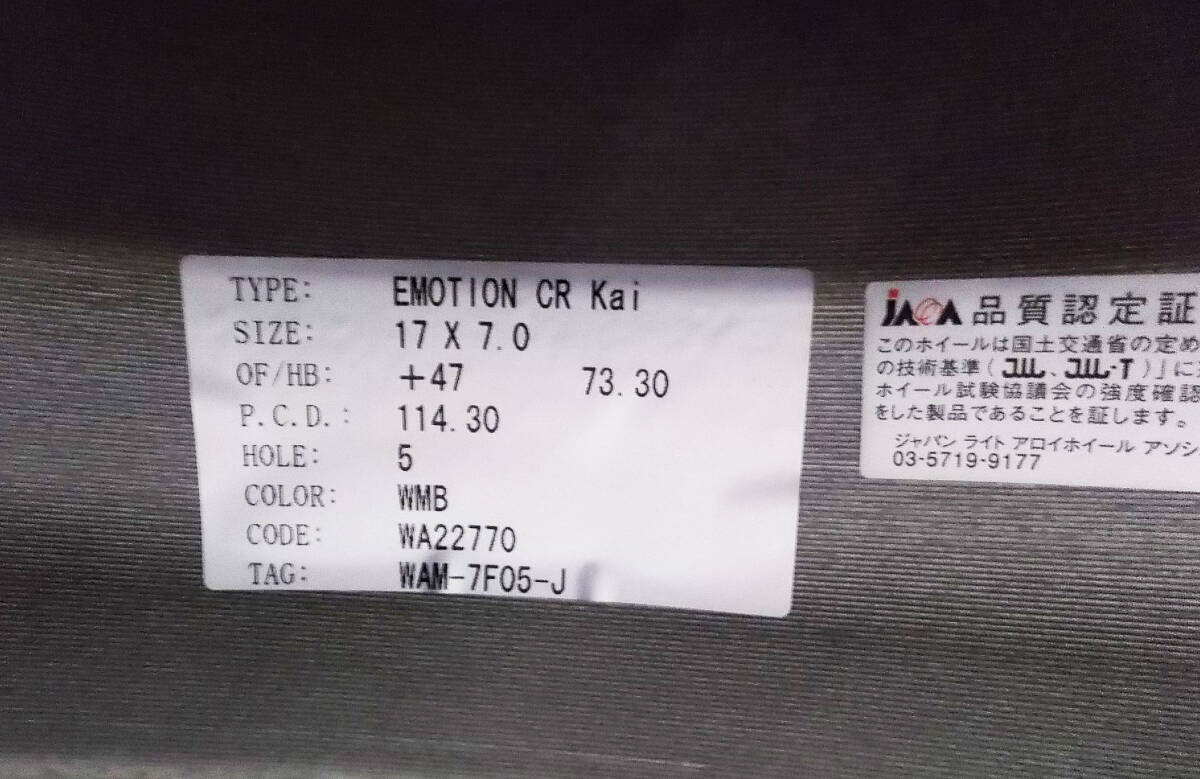 TYPE: EMOTION CR Kai
SIZE: 17 X 7.0
OF/HB: +47 73.30
P.C.D.: 114.30
HOLE: 5
COLOR: WMB
CODE: WA22770
TAG: WAM-7F05-J
JAWA 品質認定証
このホイールは国土交通省の定め
の技術基準(JWL、JWL-T)」に
ホイール試験協議会の強度確認
をした製品であることを証します。
ジャパン ライト アロイホイール アソシ
03-5719-9177